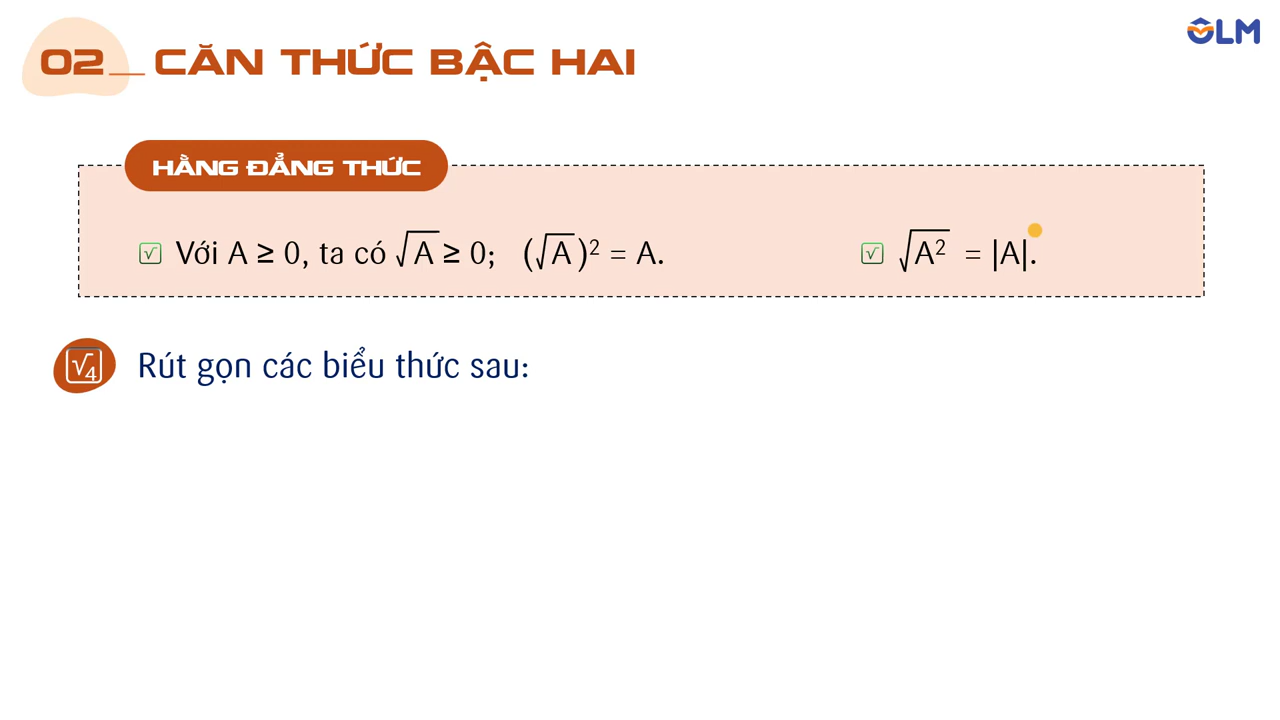 02_ CĂN THỨC BẬC HAI
ÔLM
HẰNG ĐẲNG THỨC
√ Với A ≥ 0, ta có √A ≥ 0; (√A)² = A.
√ √A² = |A|.
√4 Rút gọn các biểu thức sau: